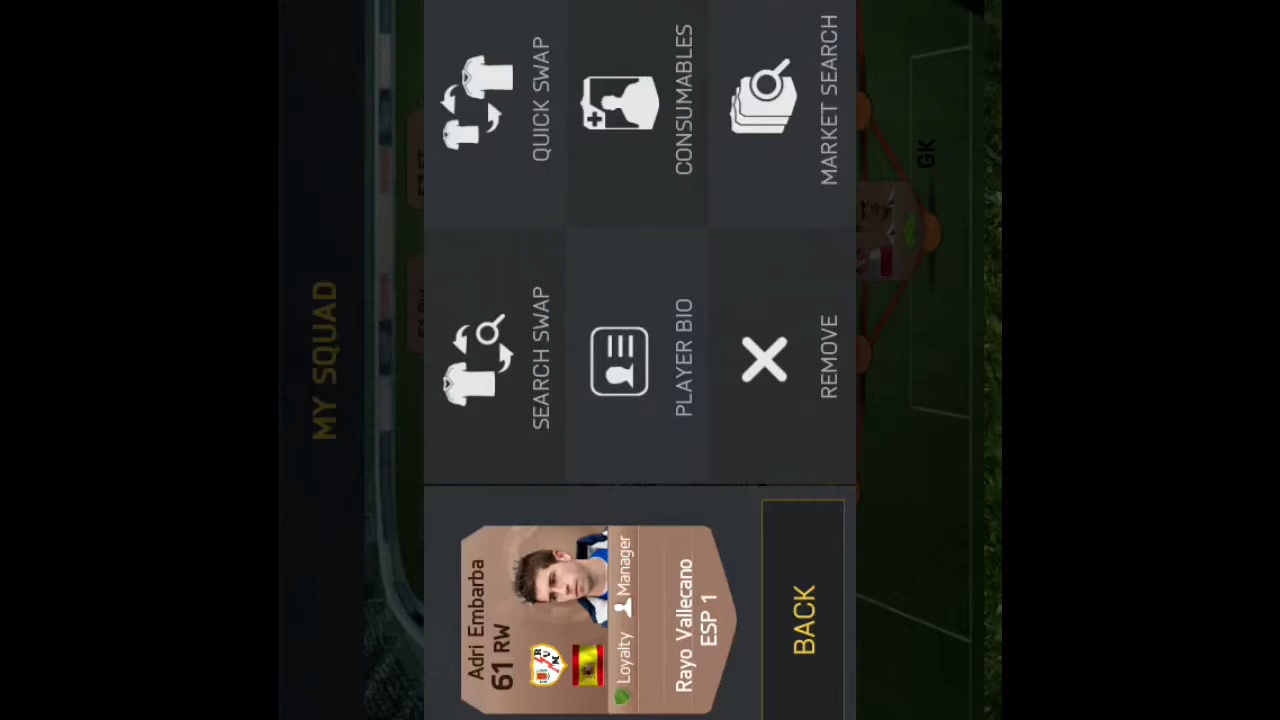 MY SQUAD
Adri Embarba
61 RW
Loyalty Manager
Rayo Vallecano
ESP 1
BACK
SEARCH SWAP
QUICK SWAP
PLAYER BIO
CONSUMABLES
REMOVE
MARKET SEARCH
GK